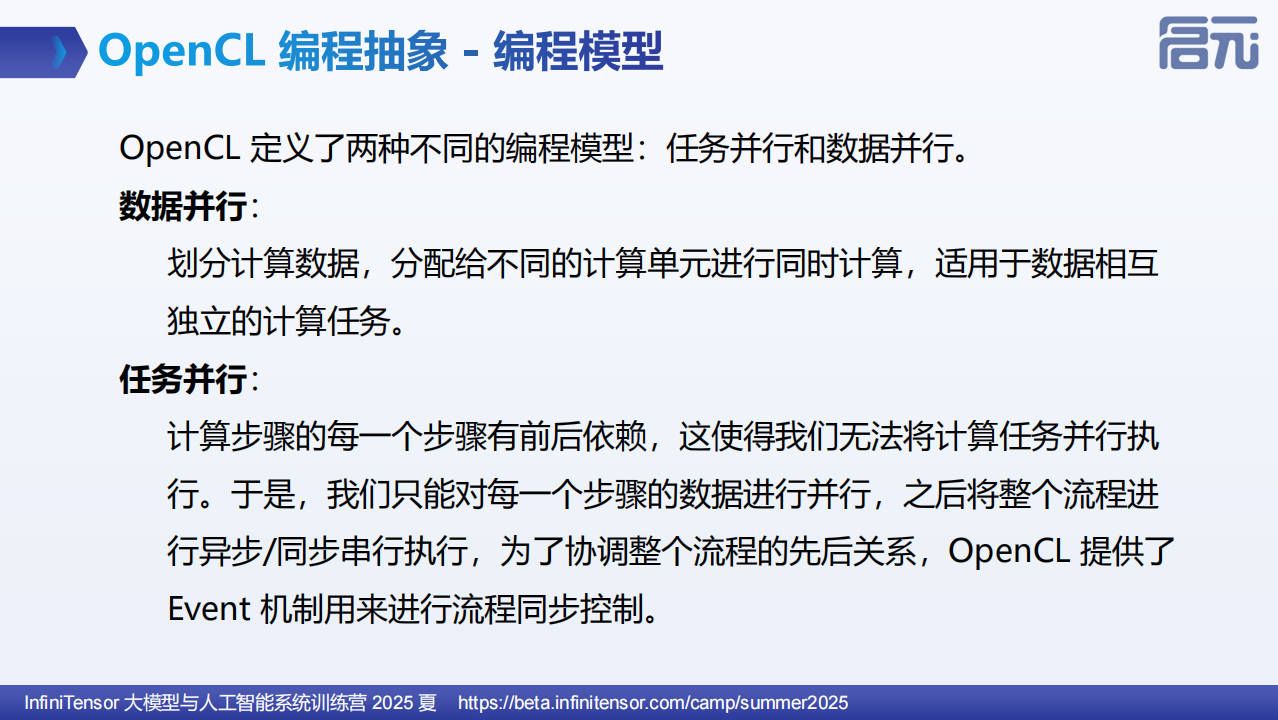 OpenCL 编程抽象 - 编程模型
启元
OpenCL 定义了两种不同的编程模型：任务并行和数据并行。
数据并行：
划分计算数据，分配给不同的计算单元进行同时计算，适用于数据相互
独立的计算任务。
任务并行：
计算步骤的每一个步骤有前后依赖，这使得我们无法将计算任务并行执
行。于是，我们只能对每一个步骤的数据进行并行，之后将整个流程进
行异步/同步串行执行，为了协调整个流程的先后关系，OpenCL 提供了
Event 机制用来进行流程同步控制。
InfiniTensor 大模型与人工智能系统训练营 2025 夏 https://beta.infinitensor.com/camp/summer2025